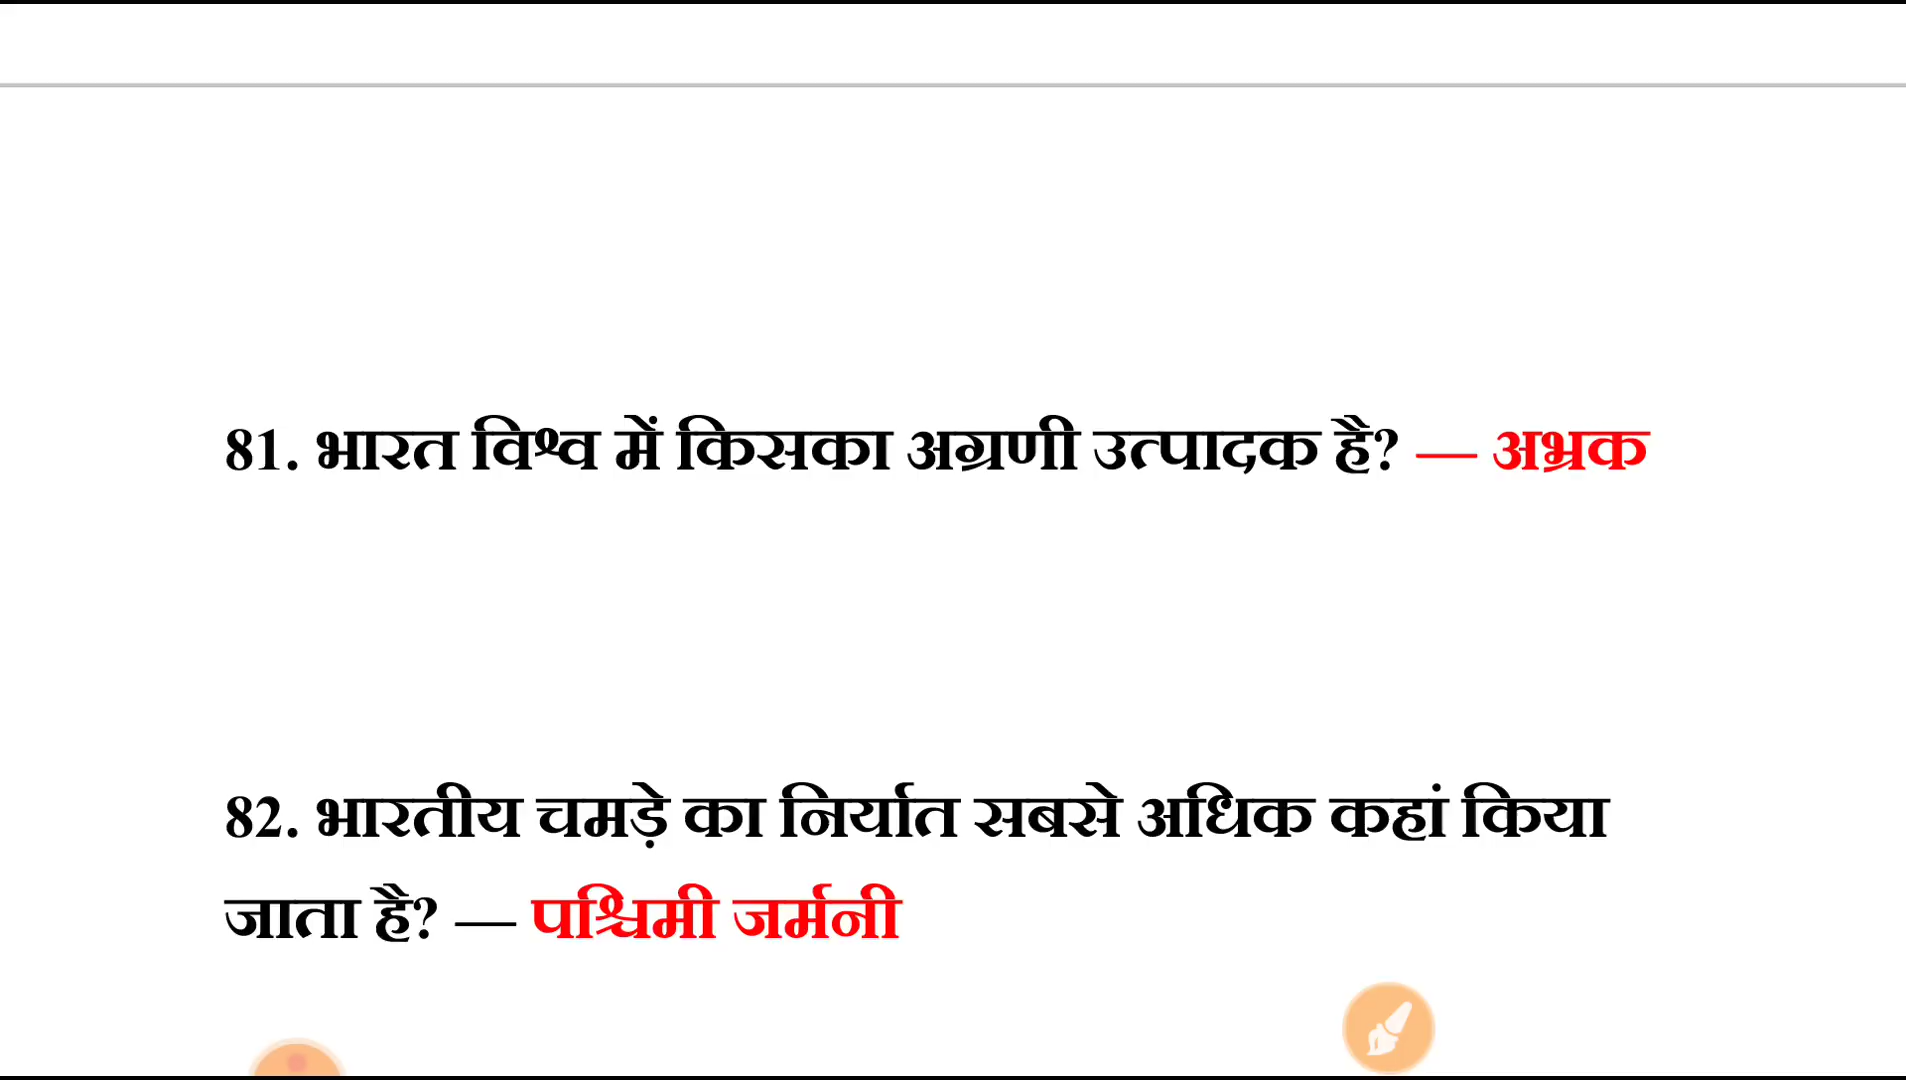 81. भारत विश्व में किसका अग्रणी उत्पादक है? — अभ्रक
82. भारतीय चमड़े का निर्यात सबसे अधिक कहां किया
जाता है? — पश्चिमी जर्मनी